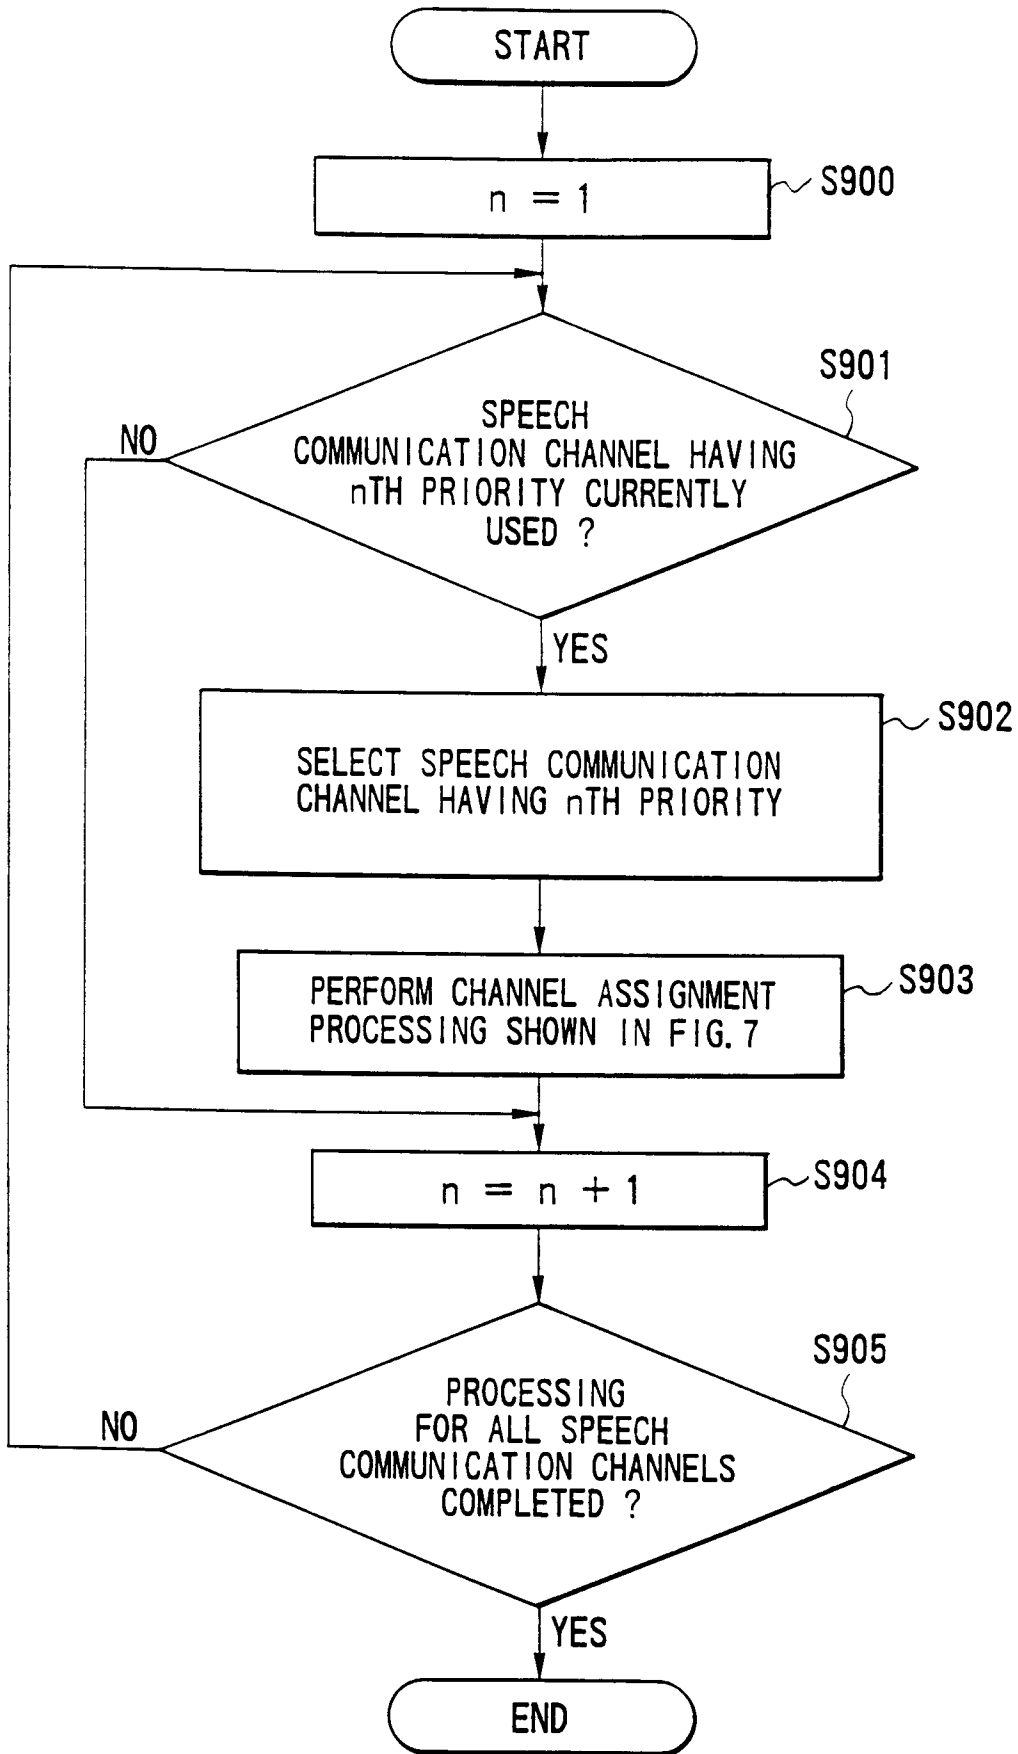 START
n = 1
S900
S901
SPEECH
COMMUNICATION CHANNEL HAVING
nTH PRIORITY CURRENTLY
USED ?
NO
YES
S902
SELECT SPEECH COMMUNICATION
CHANNEL HAVING nTH PRIORITY
S903
PERFORM CHANNEL ASSIGNMENT
PROCESSING SHOWN IN FIG. 7
n = n + 1
S904
S905
PROCESSING
FOR ALL SPEECH
COMMUNICATION CHANNELS
COMPLETED ?
NO
YES
END